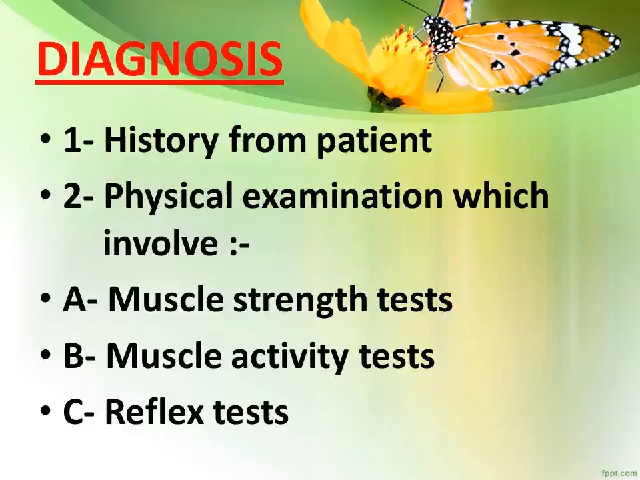 DIAGNOSIS
• 1- History from patient
• 2- Physical examination which
involve :-
• A- Muscle strength tests
• B- Muscle activity tests
• C- Reflex tests
fppt.com